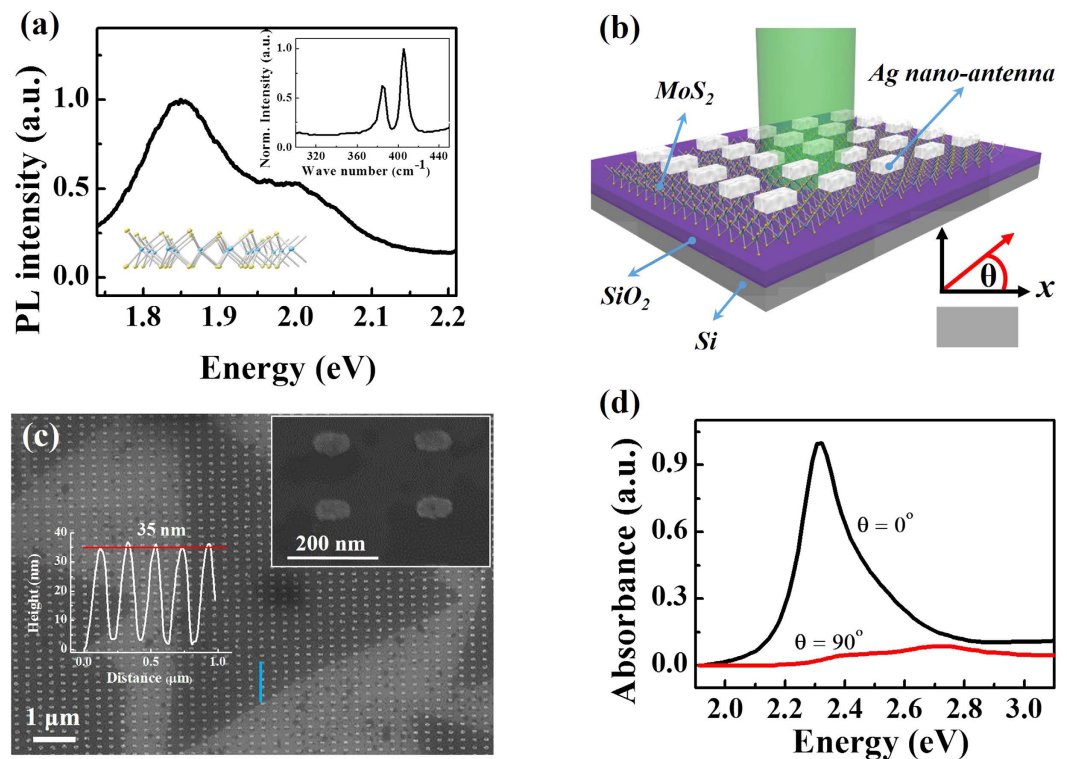 (a)
PL intensity (a.u.)
1.0
0.5
0.0
1.8 1.9 2.0 2.1 2.2
Energy (eV)
Norm. Intensity (a.u.)
1.0
0.5
0.0
320 360 400 440
Wave number (cm⁻¹)
(b)
MoS₂
Ag nano-antenna
SiO₂
Si
θ
x
(c)
35 nm
Height (nm)
40
30
20
10
0
0.0 0.5 1.0
Distance (μm)
1 μm
200 nm
(d)
Absorbance (a.u.)
0.9
0.6
0.3
0.0
θ = 0°
θ = 90°
2.0 2.2 2.4 2.6 2.8 3.0
Energy (eV)